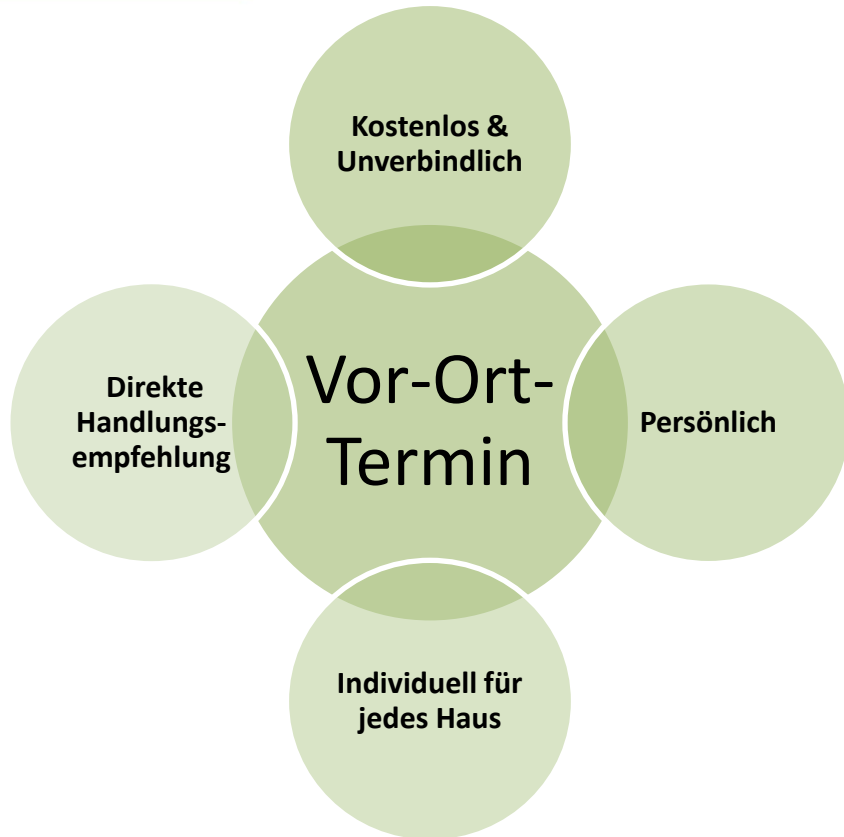 Kostenlos &
Unverbindlich
Direkte
Handlungs-
empfehlung
Vor-Ort-
Termin
Persönlich
Individuell für
jedes Haus